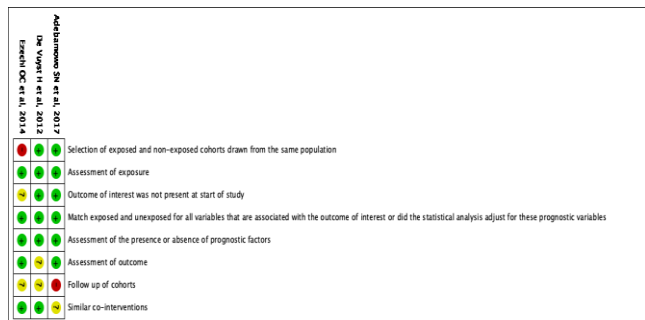 Adebamowo SN et al, 2017
De Vuyst H et al, 2012
Ezechi OC et al, 2014
Selection of exposed and non-exposed cohorts drawn from the same population
Assessment of exposure
Outcome of interest was not present at start of study
Match exposed and unexposed for all variables that are associated with the outcome of interest or did the statistical analysis adjust for these prognostic variables
Assessment of the presence or absence of prognostic factors
Assessment of outcome
Follow up of cohorts
Similar co-interventions